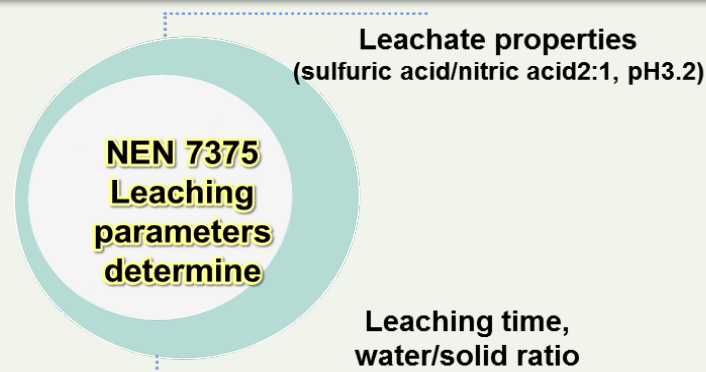 Leachate properties
(sulfuric acid/nitric acid2:1, pH3.2)
NEN 7375
Leaching
parameters
determine
Leaching time,
water/solid ratio